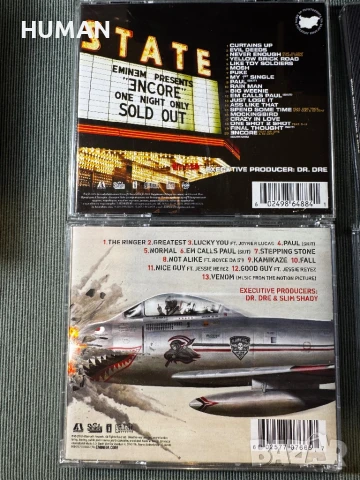 STATE
EMINEM PRESENTS
"ƎNCORE"
ONE NIGHT ONLY
SOLD OUT
CURTAINS UP
EVIL DEEDS
NEVER ENOUGH
YELLOW BRICK ROAD
LIKE TOY SOLDIERS
MOSH
PUKE
MY 1ST SINGLE
PAUL
RAIN MAN
BIG WEENIE
EM CALLS PAUL
JUST LOSE IT
ASS LIKE THAT
SPEND SOME TIME
MOCKINGBIRD
CRAZY IN LOVE
ONE SHOT 2 SHOT
FINAL THOUGHT
ƎNCORE
EXECUTIVE PRODUCER: DR. DRE
02498 64884
1.THE RINGER 2.GREATEST 3.LUCKY YOU FT. JOYNER LUCAS 4.PAUL (SKIT)
5.NORMAL 6.EM CALLS PAUL (SKIT) 7.STEPPING STONE
8.NOT ALIKE FT. ROYCE DA 5'9 9.KAMIKAZE 10.FALL
11.NICE GUY FT. JESSIE REYEZ 12.GOOD GUY FT. JESSIE REYEZ
13.VENOM (MUSIC FROM THE MOTION PICTURE)
EXECUTIVE PRODUCERS:
DR. DRE & SLIM SHADY
bazar